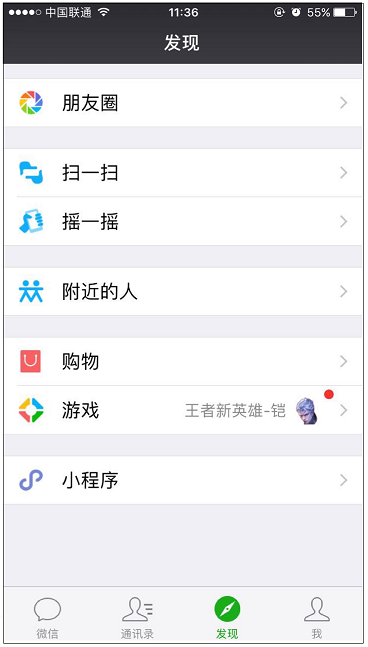 中国联通 11:36 55%
发现
朋友圈
扫一扫
摇一摇
附近的人
购物
游戏 王者新英雄-铠
小程序
微信 通讯录 发现 我